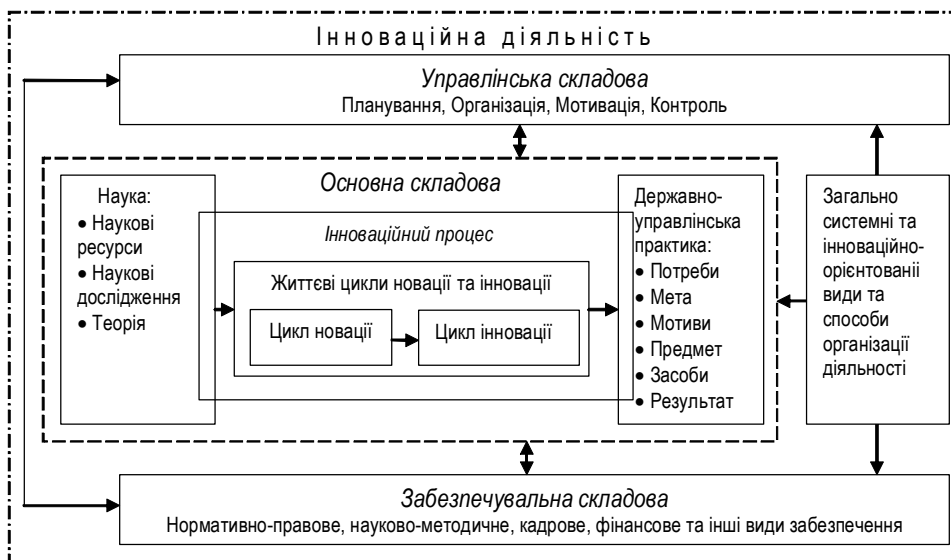 Інноваційна діяльність
Управлінська складова
Планування, Організація, Мотивація, Контроль
Основна складова
Наука:
● Наукові
ресурси
● Наукові
дослідження
● Теорія
Інноваційний процес
Життєві цикли новації та інновації
Цикл новації
Цикл інновації
Державно-
управлінська
практика:
● Потреби
● Мета
● Мотиви
● Предмет
● Засоби
● Результат
Загально
системні та
інноваційно-
орієнтованіі
види та
способи
організації
діяльності
Забезпечувальна складова
Нормативно-правове, науково-методичне, кадрове, фінансове та інші види забезпечення